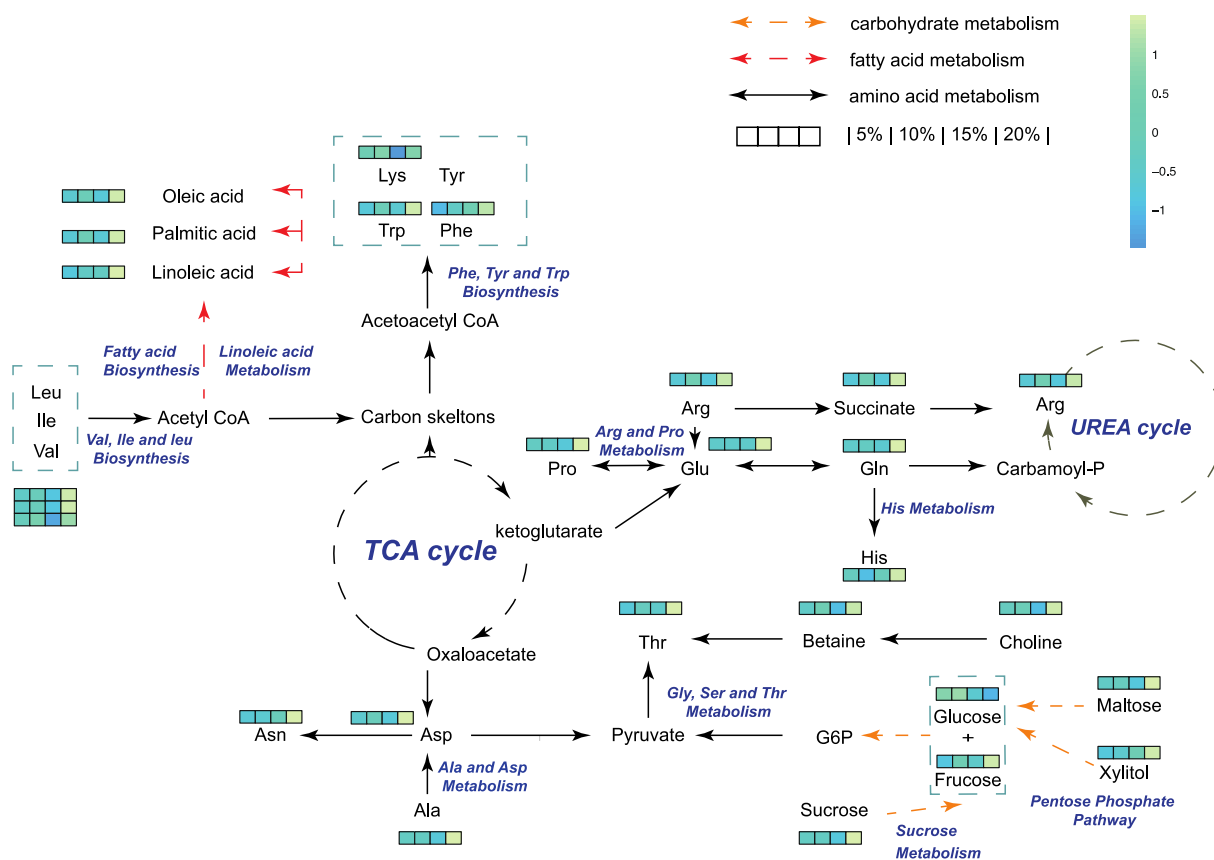 carbohydrate metabolism
fatty acid metabolism
amino acid metabolism
| 5% | 10% | 15% | 20% |
1
0.5
0
−0.5
−1
Lys
Tyr
Trp
Phe
Oleic acid
Palmitic acid
Linoleic acid
Phe, Tyr and Trp
Biosynthesis
Acetoacetyl CoA
Fatty acid
Biosynthesis
Linoleic acid
Metabolism
Leu
Ile
Val
Acetyl CoA
Carbon skeltons
Val, Ile and leu
Biosynthesis
Arg
Succinate
Arg
UREA cycle
Arg and Pro
Metabolism
Pro
Glu
Gln
Carbamoyl-P
His Metabolism
ketoglutarate
TCA cycle
His
Oxaloacetate
Thr
Betaine
Choline
Gly, Ser and Thr
Metabolism
Asn
Asp
Pyruvate
G6P
Glucose
+
Frucose
Maltose
Xylitol
Ala and Asp
Metabolism
Ala
Sucrose
Sucrose
Metabolism
Pentose Phosphate
Pathway